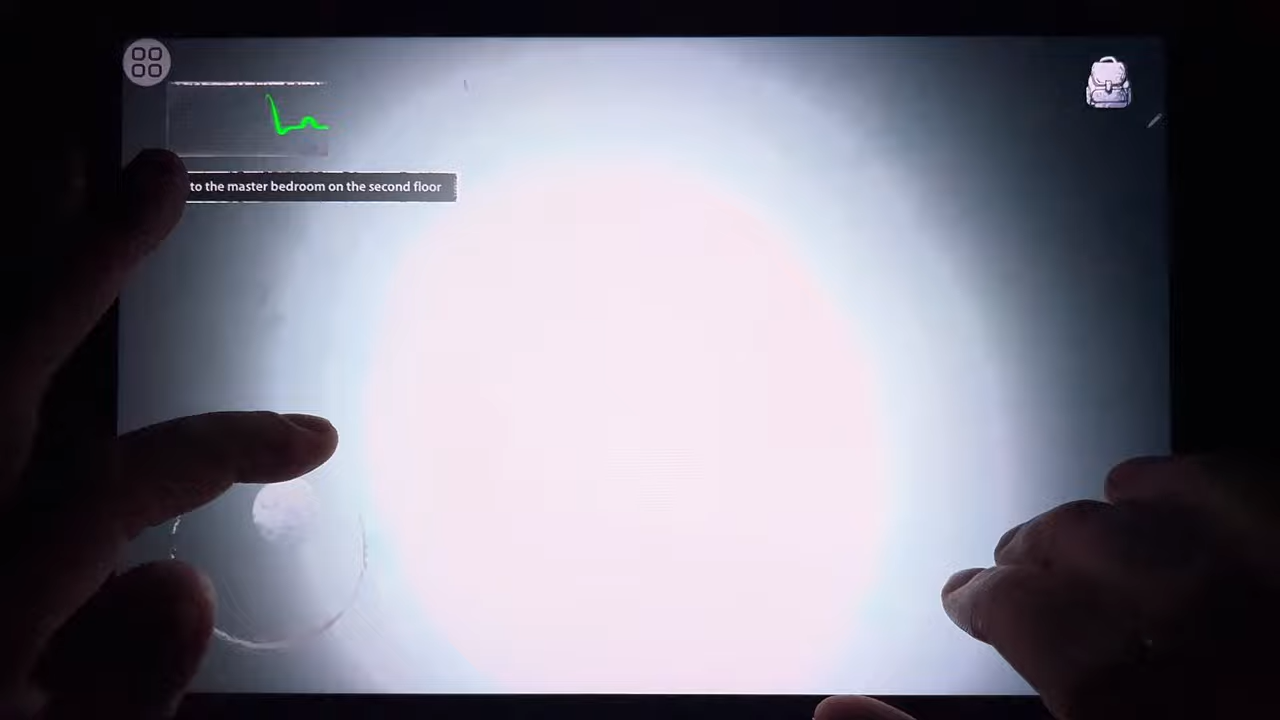 to the master bedroom on the second floor